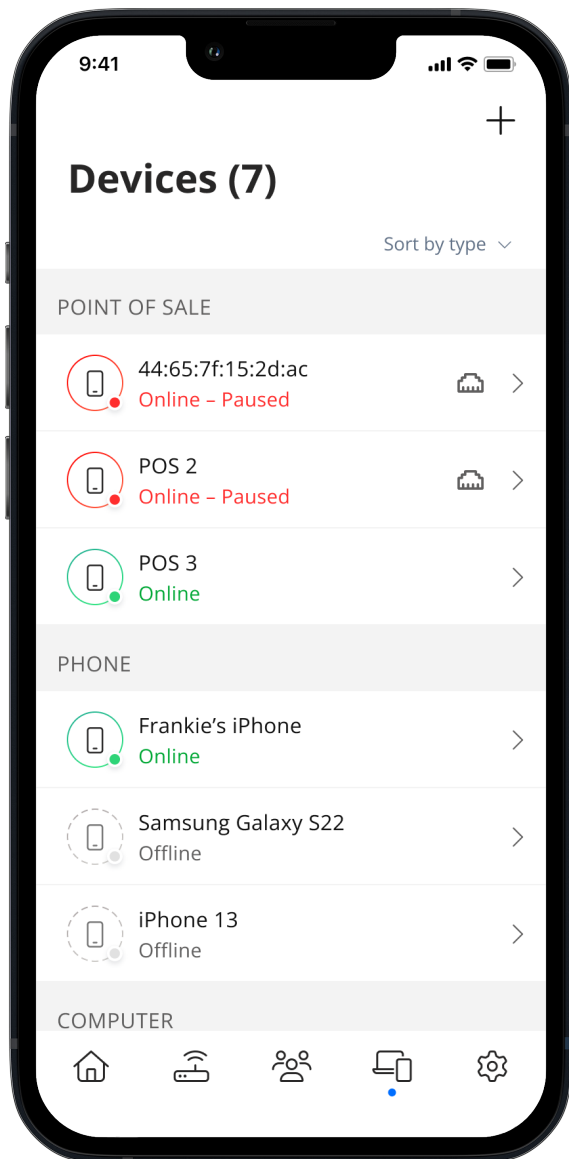 9:41
Devices (7)
Sort by type
POINT OF SALE
44:65:7f:15:2d:ac
Online – Paused
POS 2
Online – Paused
POS 3
Online
PHONE
Frankie’s iPhone
Online
Samsung Galaxy S22
Offline
iPhone 13
Offline
COMPUTER